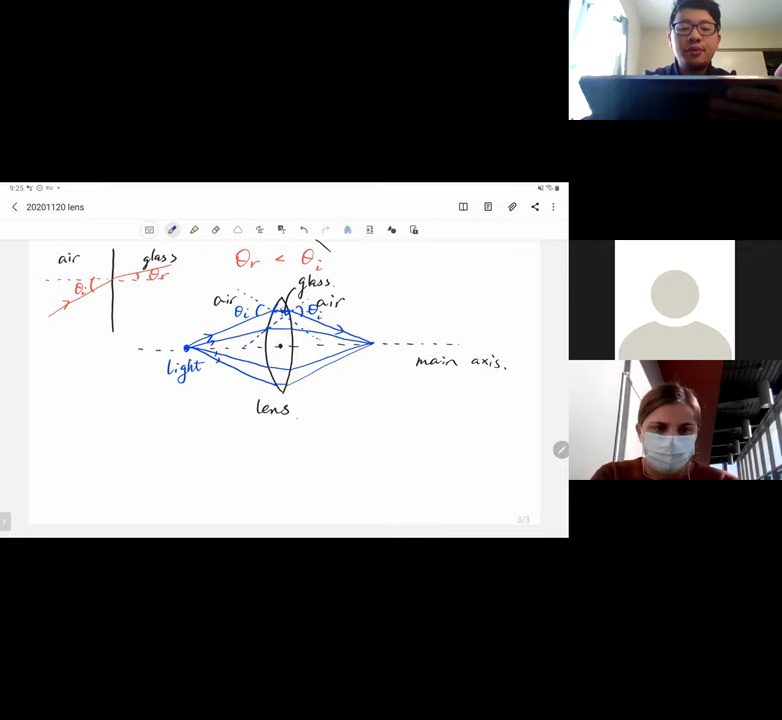 9:25
20201120 lens
air glass θr < θi
θi θr
glass
air air
θi θi
light main axis.
lens
3/3